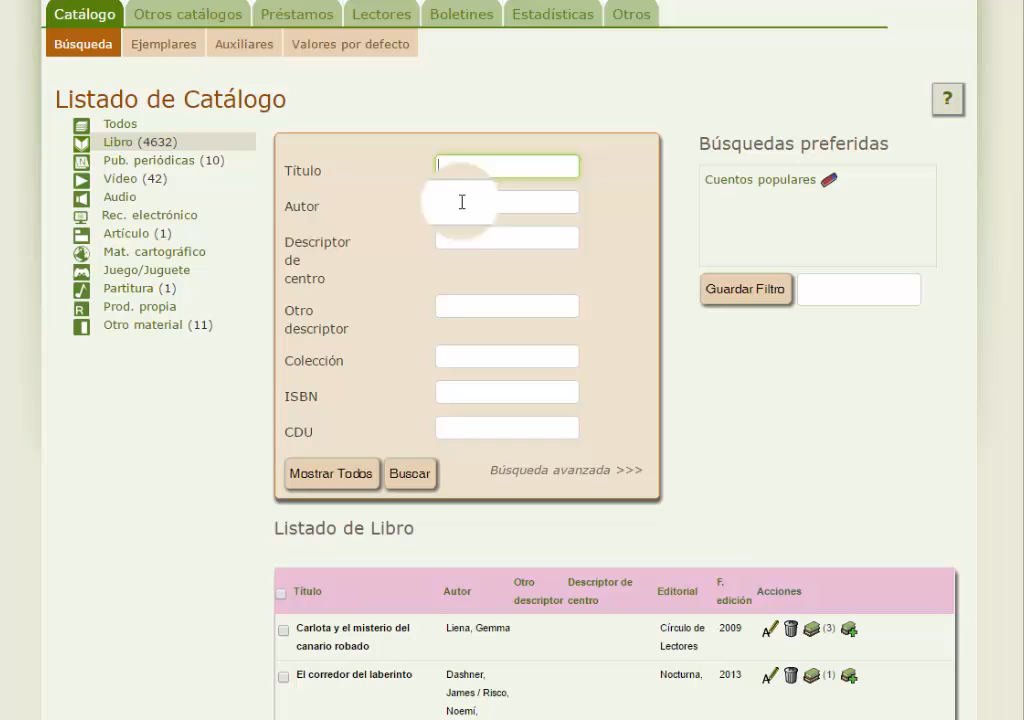 Catálogo Otros catálogos Préstamos Lectores Boletines Estadísticas Otros
Búsqueda Ejemplares Auxiliares Valores por defecto
Listado de Catálogo
?
Todos
Libro (4632)
Pub. periódicas (10)
Vídeo (42)
Audio
Rec. electrónico
Artículo (1)
Mat. cartográfico
Juego/Juguete
Partitura (1)
Prod. propia
Otro material (11)
Título
Autor
Descriptor
de
centro
Otro
descriptor
Colección
ISBN
CDU
Mostrar Todos Buscar Búsqueda avanzada >>>
Búsquedas preferidas
Cuentos populares
Guardar Filtro
Listado de Libro
Título Autor Otro descriptor Descriptor de centro Editorial F. edición Acciones
Carlota y el misterio del Liena, Gemma Círculo de 2009 (3)
canario robado Lectores
El corredor del laberinto Dashner, Nocturna, 2013 (1)
James / Risco,
Noemí,